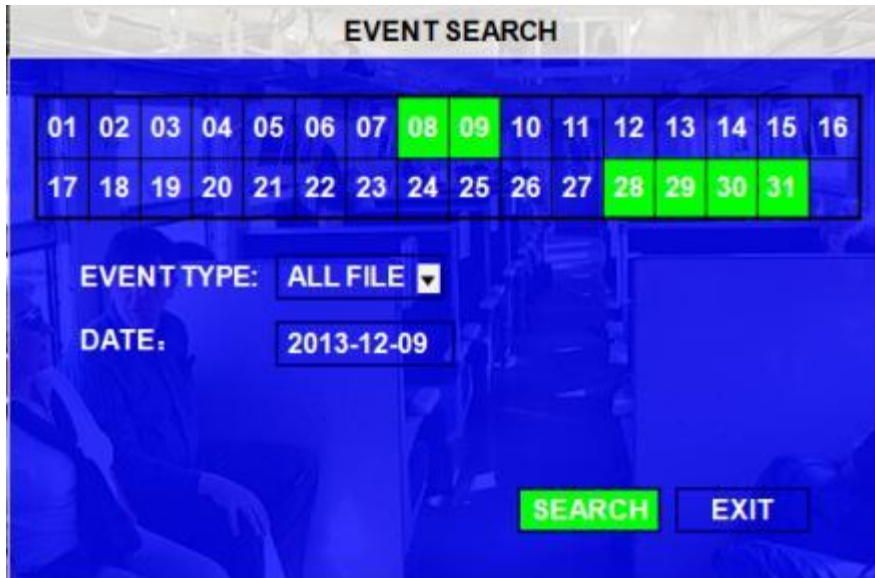 EVENT SEARCH
01 02 03 04 05 06 07 08 09 10 11 12 13 14 15 16
17 18 19 20 21 22 23 24 25 26 27 28 29 30 31
EVENT TYPE: ALL FILE
DATE: 2013-12-09
SEARCH EXIT